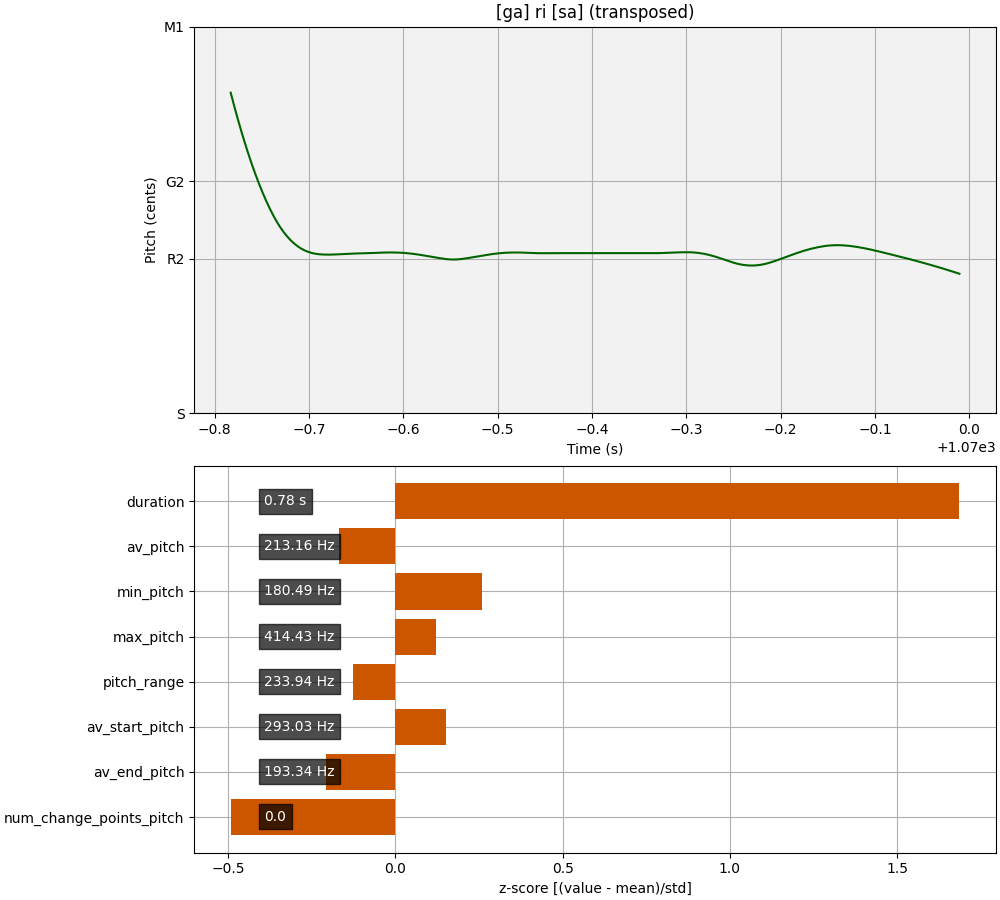 [ga] ri [sa] (transposed)
M1
G2
R2
S
Pitch (cents)
−0.8 −0.7 −0.6 −0.5 −0.4 −0.3 −0.2 −0.1 0.0
Time (s)
+1.07e3
duration 0.78 s
av_pitch 213.16 Hz
min_pitch 180.49 Hz
max_pitch 414.43 Hz
pitch_range 233.94 Hz
av_start_pitch 293.03 Hz
av_end_pitch 193.34 Hz
num_change_points_pitch 0.0
−0.5 0.0 0.5 1.0 1.5
z-score [(value - mean)/std]